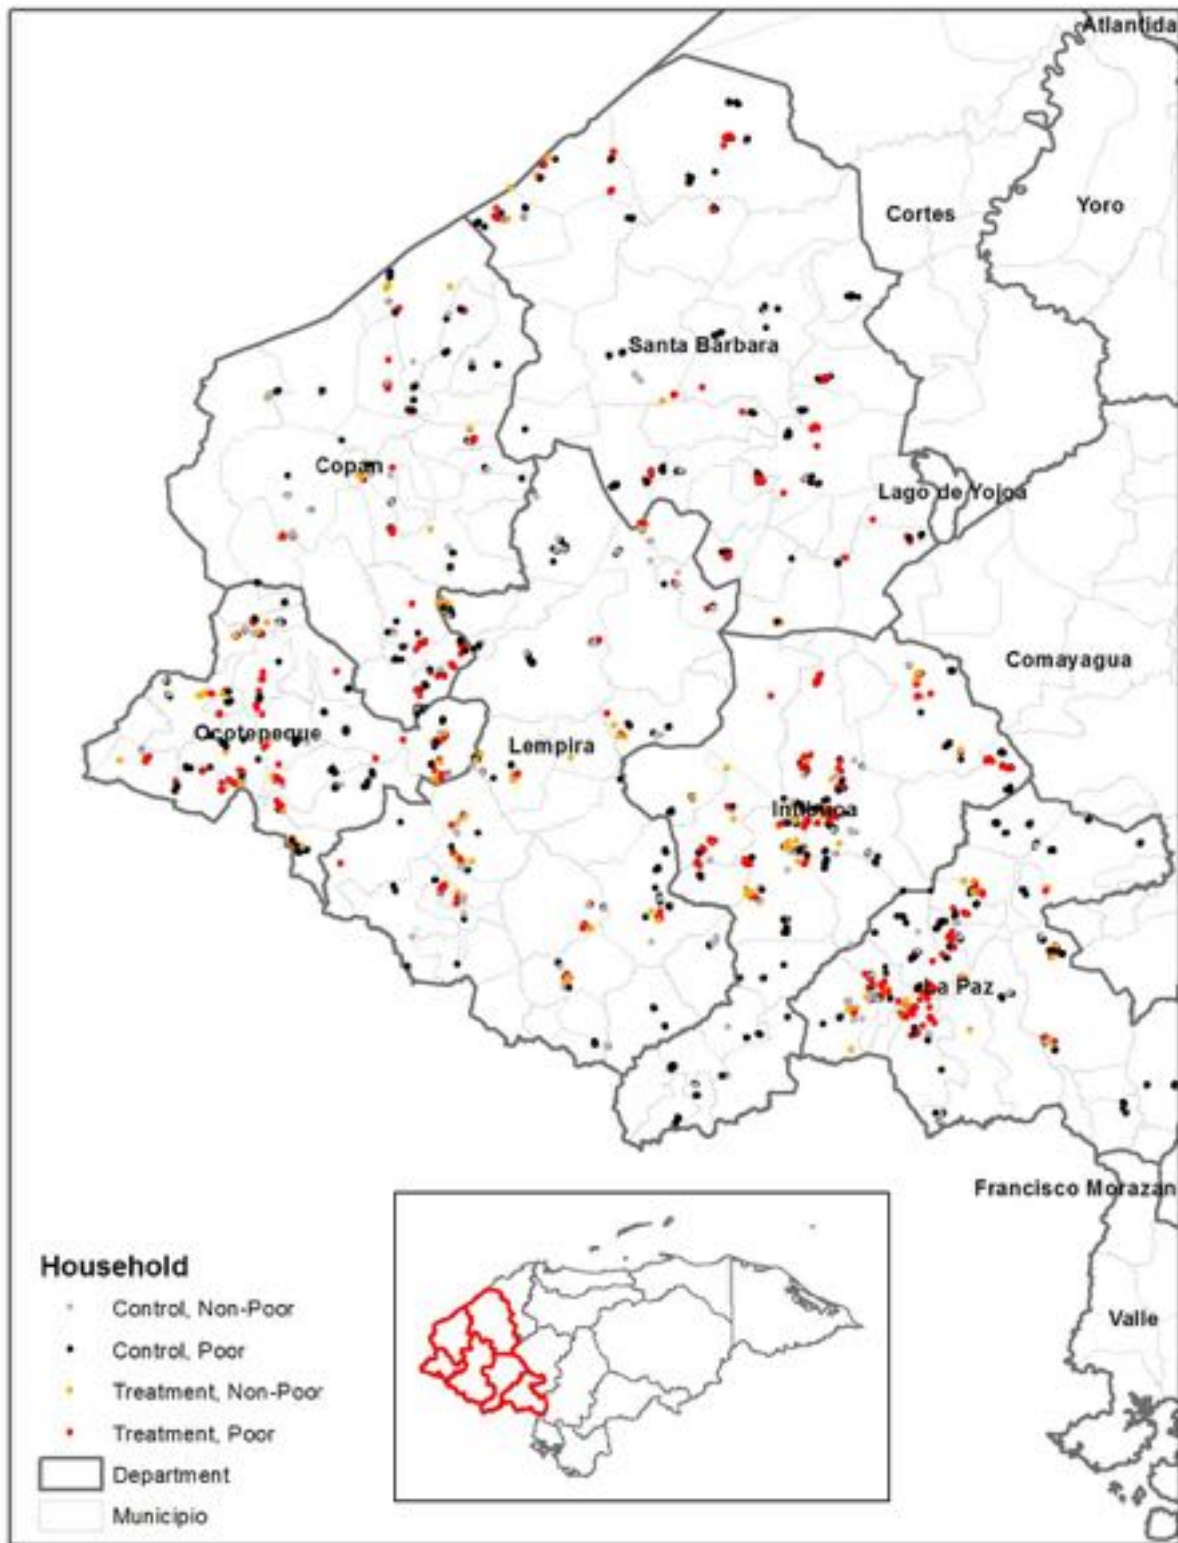 Atlantida
Cortes
Yoro
Santa Barbara
Copan
Lago de Yojoa
Comayagua
Ocotepeque
Lempira
Intibuca
La Paz
Francisco Morazan
Valle
Household
Control, Non-Poor
Control, Poor
Treatment, Non-Poor
Treatment, Poor
Department
Municipio